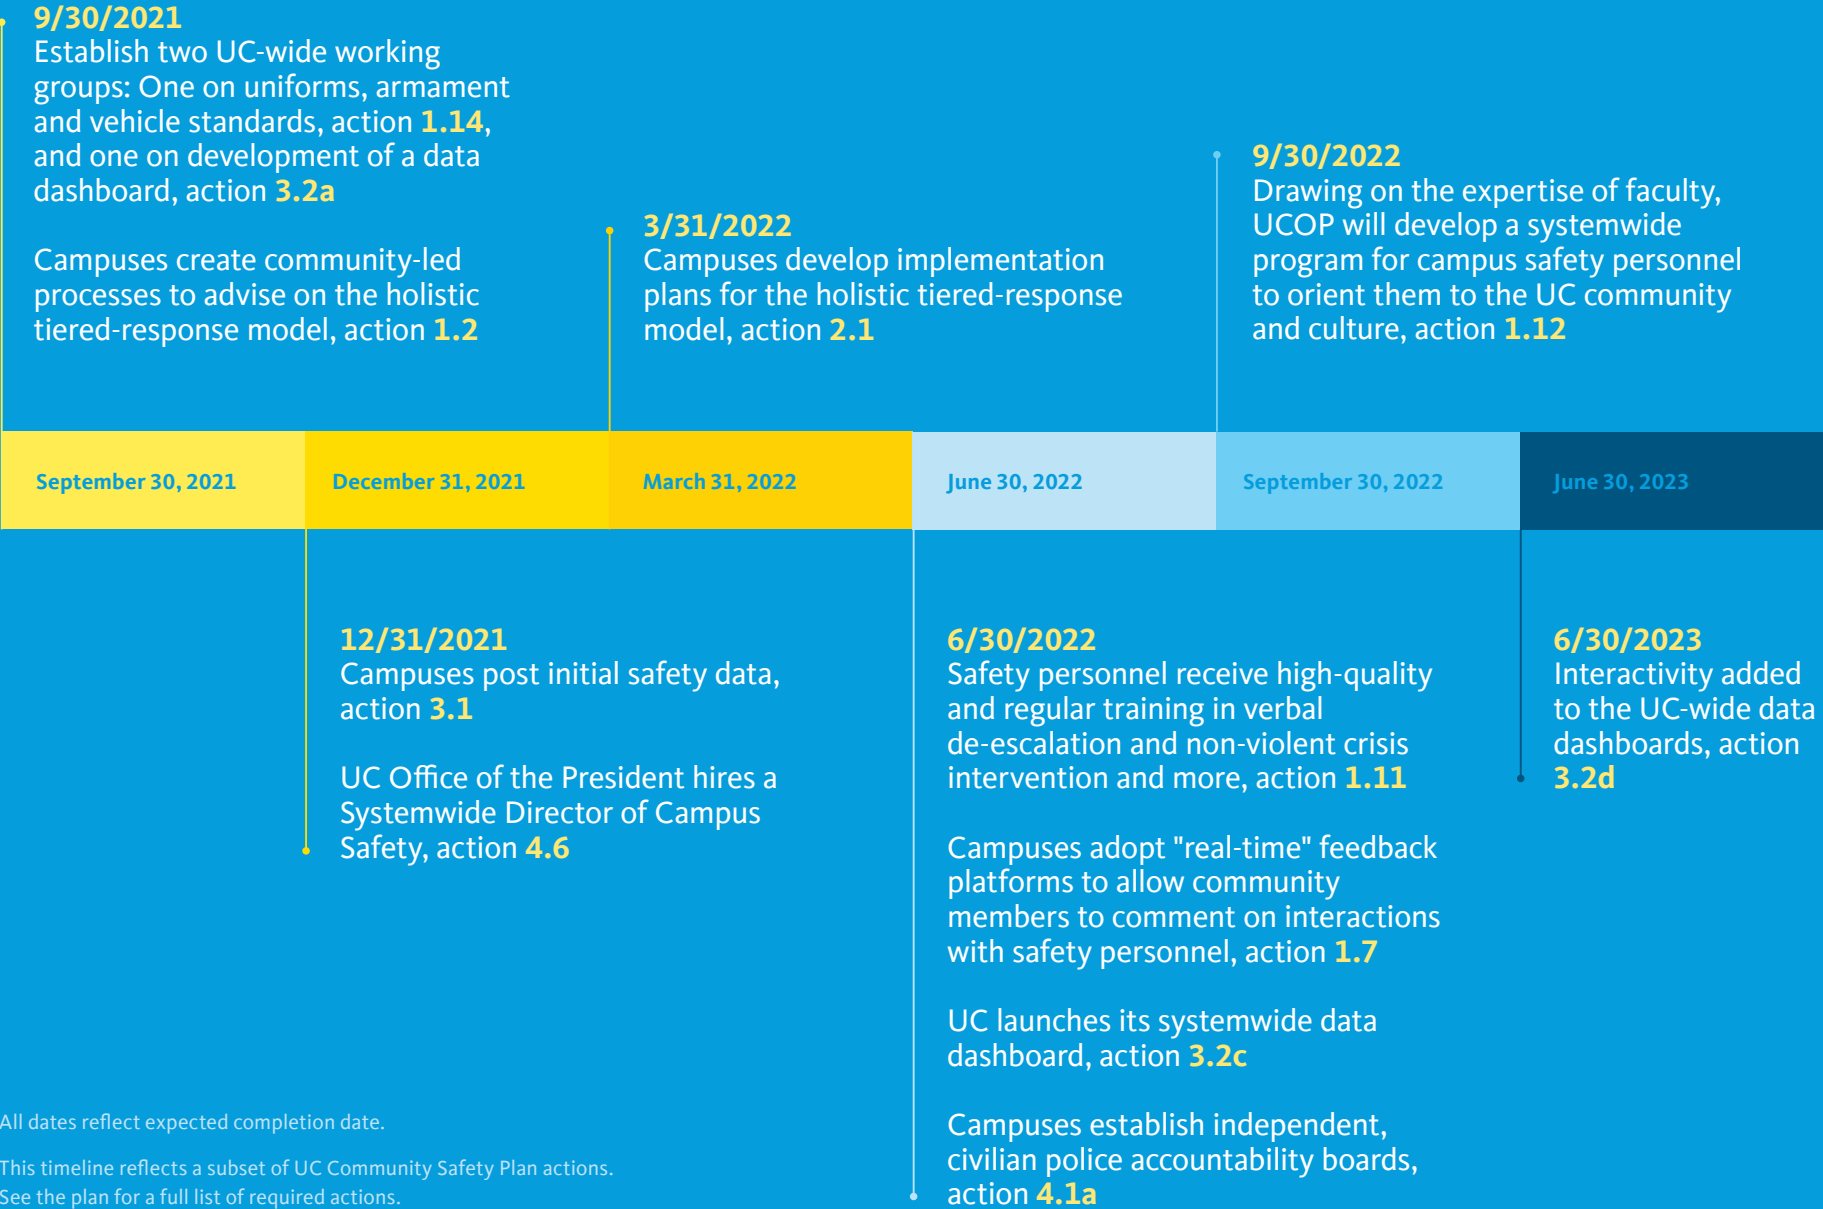 9/30/2021
Establish two UC-wide working
groups: One on uniforms, armament
and vehicle standards, action 1.14,
and one on development of a data
dashboard, action 3.2a
Campuses create community-led
processes to advise on the holistic
tiered-response model, action 1.2
3/31/2022
Campuses develop implementation
plans for the holistic tiered-response
model, action 2.1
9/30/2022
Drawing on the expertise of faculty,
UCOP will develop a systemwide
program for campus safety personnel
to orient them to the UC community
and culture, action 1.12
September 30, 2021
December 31, 2021
March 31, 2022
June 30, 2022
September 30, 2022
June 30, 2023
12/31/2021
Campuses post initial safety data,
action 3.1
UC Office of the President hires a
Systemwide Director of Campus
Safety, action 4.6
6/30/2022
Safety personnel receive high-quality
and regular training in verbal
de-escalation and non-violent crisis
intervention and more, action 1.11
Campuses adopt "real-time" feedback
platforms to allow community
members to comment on interactions
with safety personnel, action 1.7
UC launches its systemwide data
dashboard, action 3.2c
Campuses establish independent,
civilian police accountability boards,
action 4.1a
6/30/2023
Interactivity added
to the UC-wide data
dashboards, action
3.2d
All dates reflect expected completion date.
This timeline reflects a subset of UC Community Safety Plan actions.
See the plan for a full list of required actions.